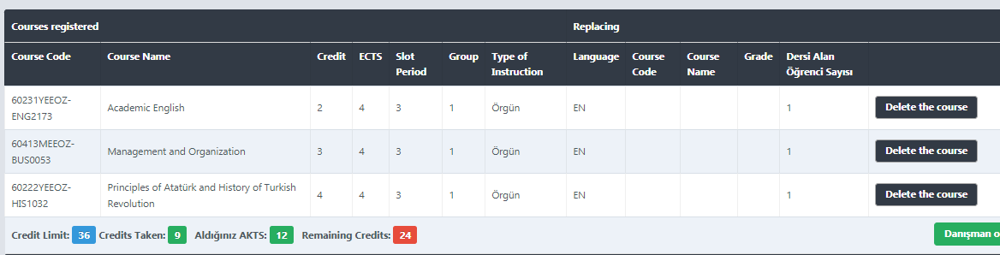 Courses registered Replacing
Course Code Course Name Credit ECTS Slot Period Group Type of Instruction Language Course Code Course Name Grade Dersi Alan Öğrenci Sayısı
60231YEEOZ-ENG2173 Academic English 2 4 3 1 Örgün EN 1 Delete the course
60413MEEOZ-BUS0053 Management and Organization 3 4 3 1 Örgün EN 1 Delete the course
60222YEEOZ-HIS1032 Principles of Atatürk and History of Turkish Revolution 4 4 3 1 Örgün EN 1 Delete the course
Credit Limit: 36 Credits Taken: 9 Aldığınız AKTS: 12 Remaining Credits: 24 Danışman